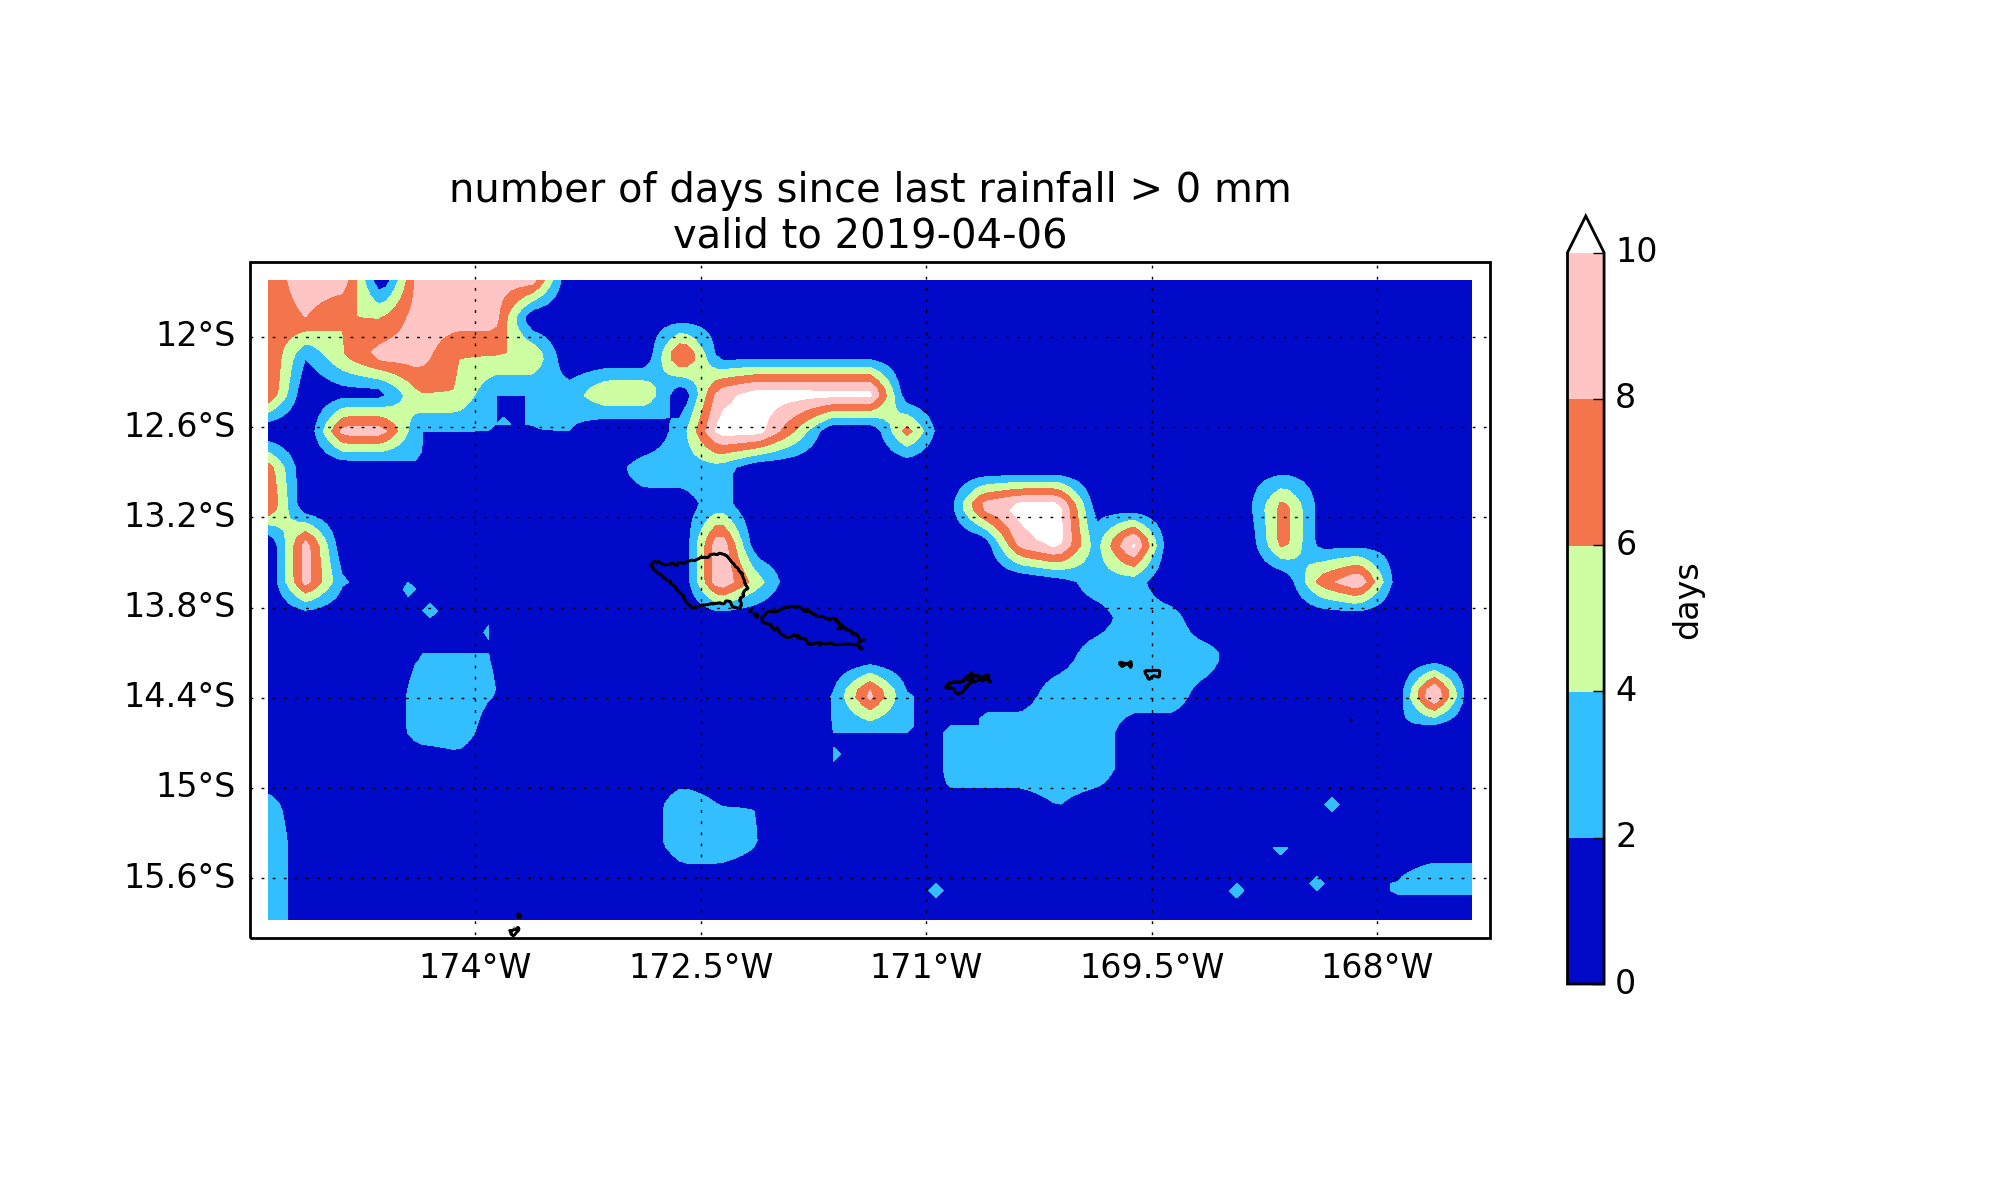 number of days since last rainfall > 0 mm
valid to 2019-04-06
12°S
12.6°S
13.2°S
13.8°S
14.4°S
15°S
15.6°S
174°W
172.5°W
171°W
169.5°W
168°W
10
8
6
4
2
0
days